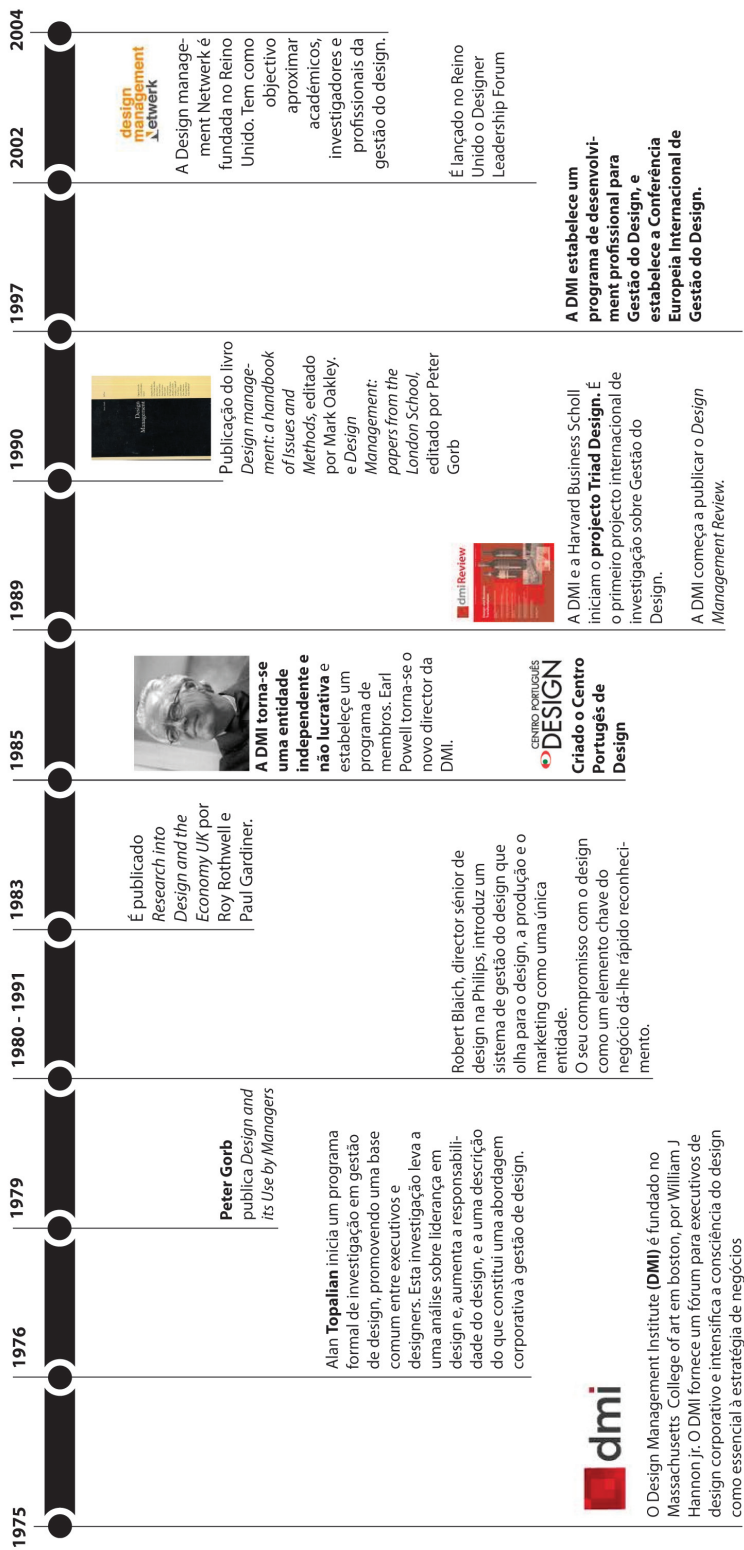 1975
dmi
O Design Management Institute (DMI) é fundado no
Massachusetts College of art em boston, por William J
Hannon jr. O DMI fornece um fórum para executivos de
design corporativo e intensifica a consciência do design
como essencial à estratégia de negócios
1976
Alan Topalian inicia um programa
formal de investigação em gestão
de design, promovendo uma base
comum entre executivos e
designers. Esta investigação leva a
uma análise sobre liderança em
design e, aumenta a responsabili-
dade do design, e a uma descrição
do que constitui uma abordagem
corporativa à gestão de design.
1979
Peter Gorb
publica Design and
its Use by Managers
1980 - 1991
Robert Blaich, director sénior de
design na Philips, introduz um
sistema de gestão do design que
olha para o design, a produção e o
marketing como uma única
entidade.
O seu compromisso com o design
como um elemento chave do
negócio dá-lhe rápido reconheci-
mento.
1983
É publicado
Research into
Design and the
Economy UK por
Roy Rothwell e
Paul Gardiner.
1985
A DMI torna-se
uma entidade
independente e
não lucrativa e
estabeleçe um
programa de
membros. Earl
Powell torna-se o
novo director da
DMI.
CENTRO PORTUGUÊS
DESIGN
Criado o Centro
Portugês de
Design
1989
dmi Review
A DMI e a Harvard Business Scholl
iniciam o projecto Triad Design. É
o primeiro projecto internacional de
investigação sobre Gestão do
Design.
A DMI começa a publicar o Design
Management Review.
1990
Design
Management
Publicação do livro
Design manage-
ment: a handbook
of Issues and
Methods, editado
por Mark Oakley.
e Design
Management:
papers from the
London School,
editado por Peter
Gorb
1997
A DMI estabelece um
programa de desenvolvi-
ment profissional para
Gestão do Design, e
estabelece a Conferência
Europeia Internacional de
Gestão do Design.
2002
design
management
Netwerk
A Design manage-
ment Netwerk é
fundada no Reino
Unido. Tem como
objectivo
aproximar
académicos,
investigadores e
profissionais da
gestão do design.
É lançado no Reino
Unido o Designer
Leadership Forum
2004